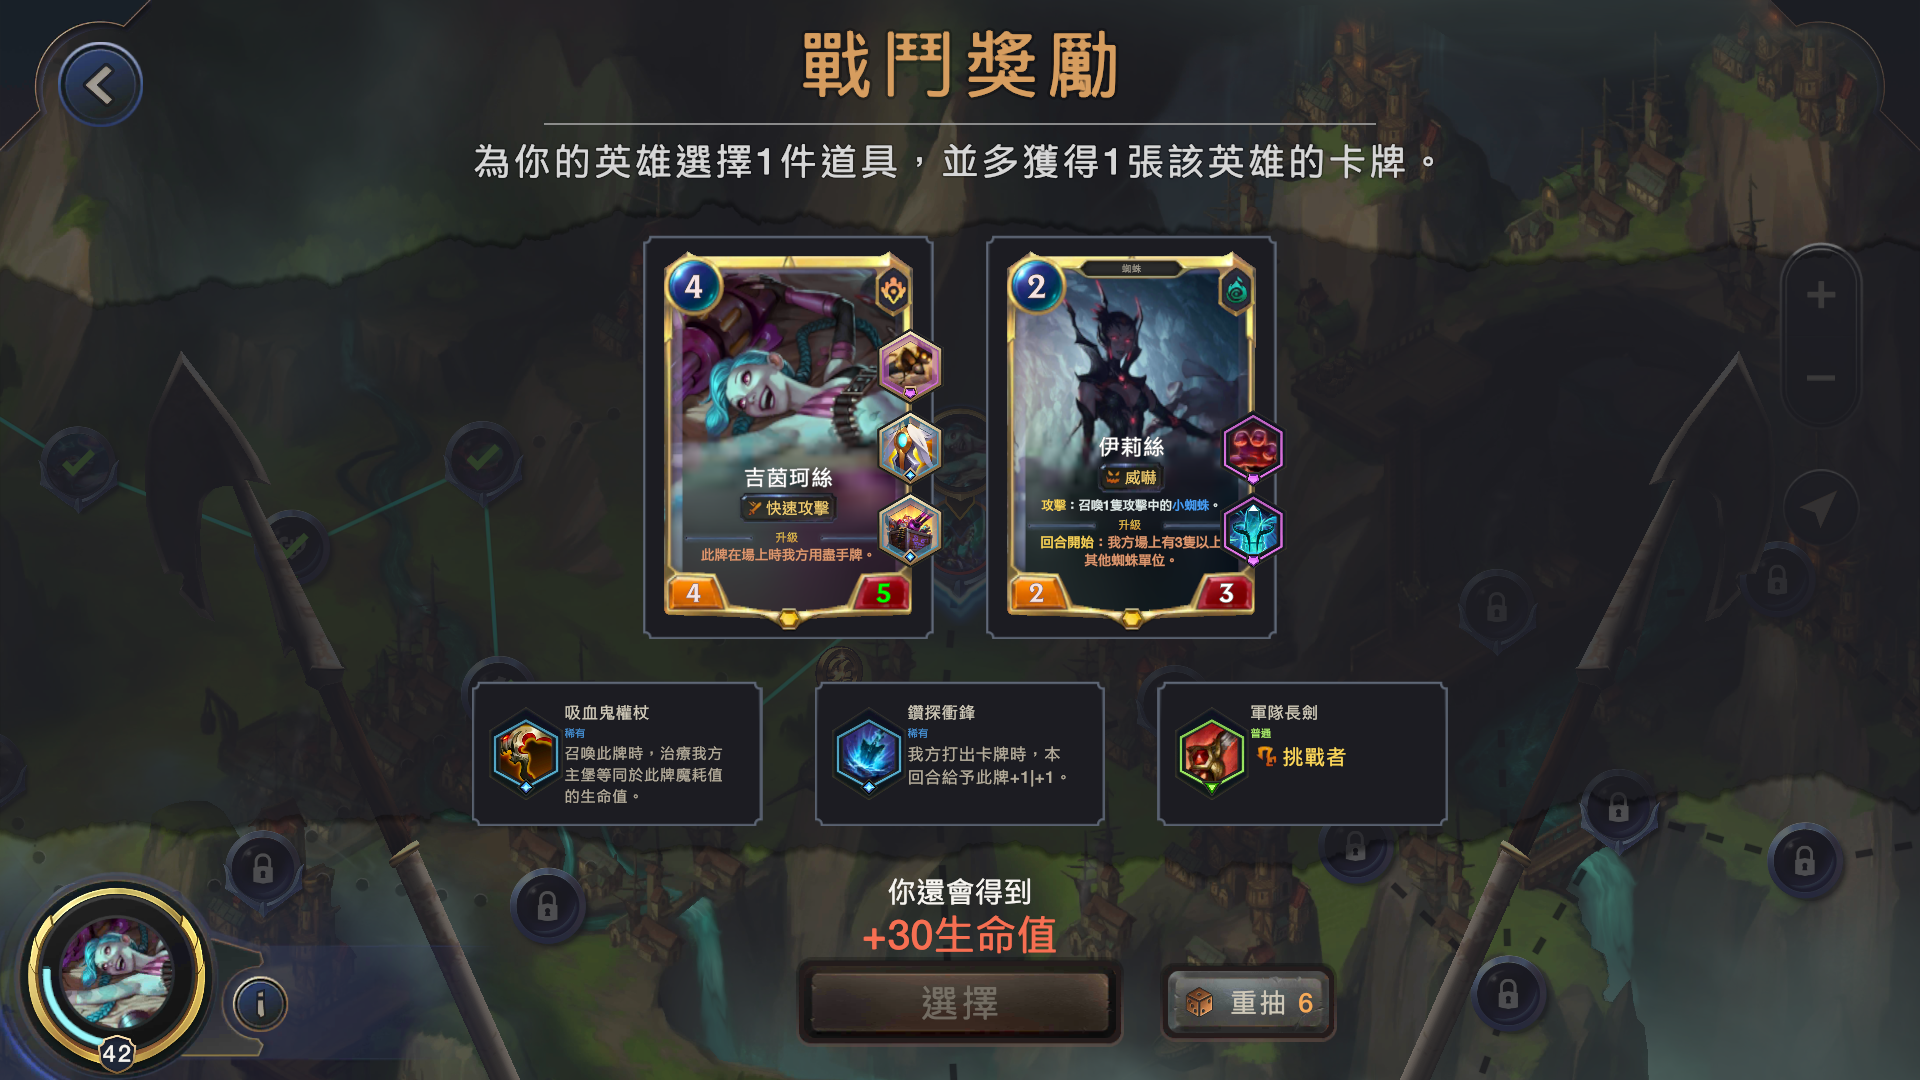 戰鬥獎勵
為你的英雄選擇1件道具，並多獲得1張該英雄的卡牌。
4
吉茵珂絲
快速攻擊
升級
此牌在場上時我方用盡手牌。
4
5
2
蜘蛛
伊莉絲
威嚇
攻擊：召喚1隻攻擊中的小蜘蛛。
升級
回合開始：我方場上有3隻以上
其他蜘蛛單位。
2
3
吸血鬼權杖
稀有
召喚此牌時，治療我方
主堡等同於此牌魔耗值
的生命值。
鑽探衝鋒
稀有
我方打出卡牌時，本
回合給予此牌+1|+1。
軍隊長劍
普通
挑戰者
你還會得到
+30生命值
選擇
重抽 6
42